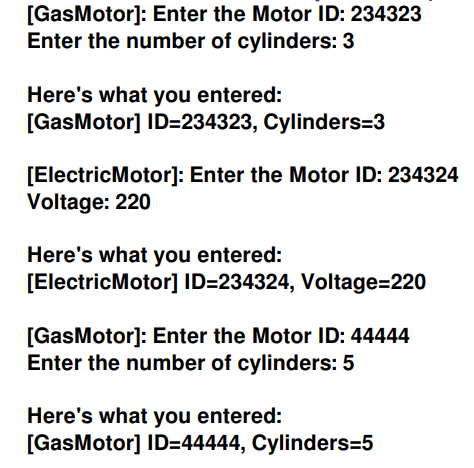 [GasMotor]: Enter the Motor ID: 234323
Enter the number of cylinders: 3
Here's what you entered:
[GasMotor] ID=234323, Cylinders=3
[ElectricMotor]: Enter the Motor ID: 234324
Voltage: 220
Here's what you entered:
[ElectricMotor] ID=234324, Voltage=220
[GasMotor]: Enter the Motor ID: 44444
Enter the number of cylinders: 5
Here's what you entered:
[GasMotor] ID=44444, Cylinders=5